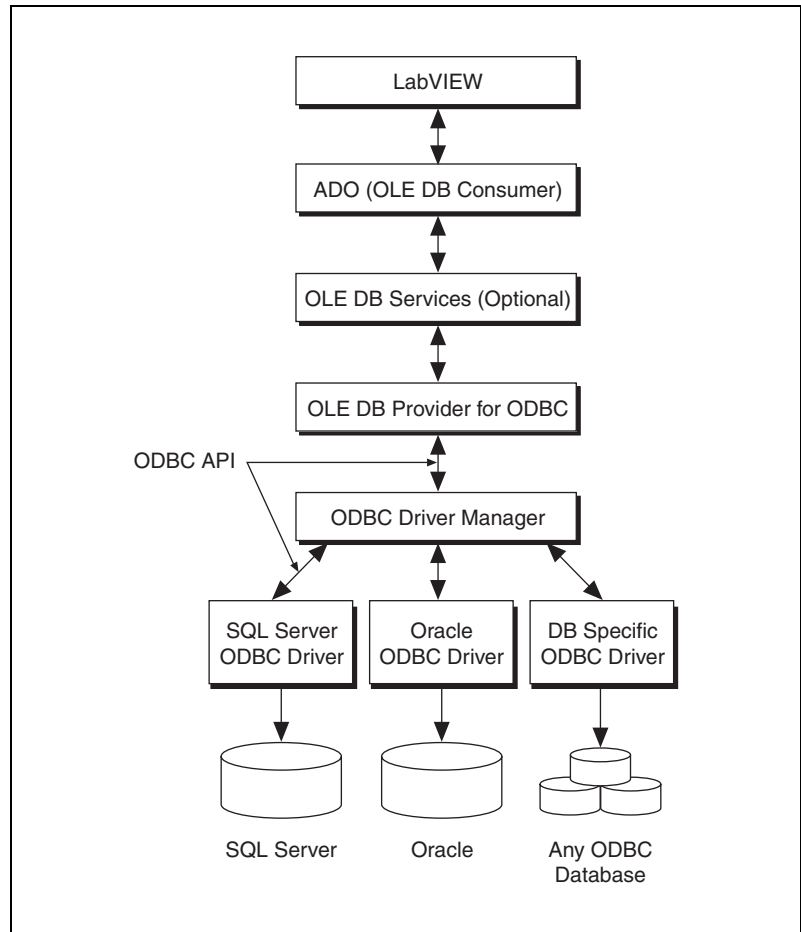 LabVIEW
ADO (OLE DB Consumer)
OLE DB Services (Optional)
OLE DB Provider for ODBC
ODBC API
ODBC Driver Manager
SQL Server
ODBC Driver
Oracle
ODBC Driver
DB Specific
ODBC Driver
SQL Server
Oracle
Any ODBC
Database